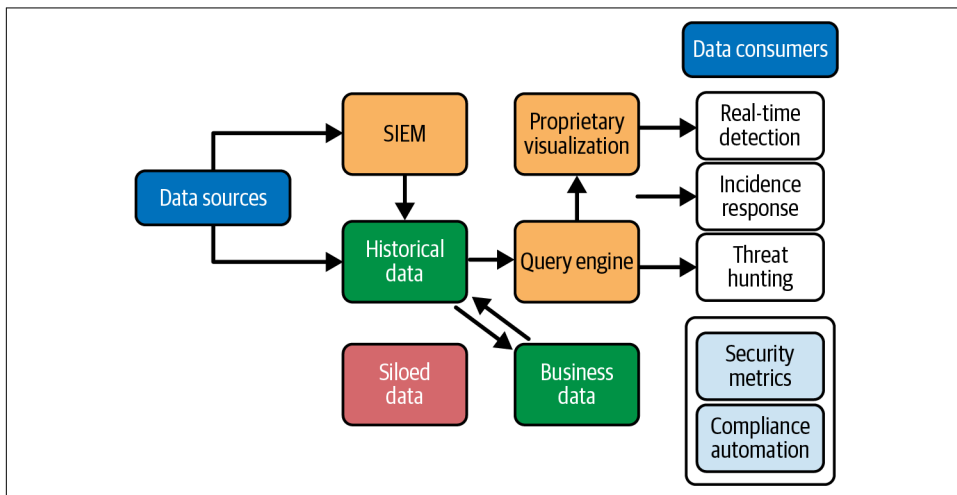 Data consumers
SIEM
Proprietary
visualization
Real-time
detection
Data sources
Incidence
response
Historical
data
Query engine
Threat
hunting
Siloed
data
Business
data
Security
metrics
Compliance
automation